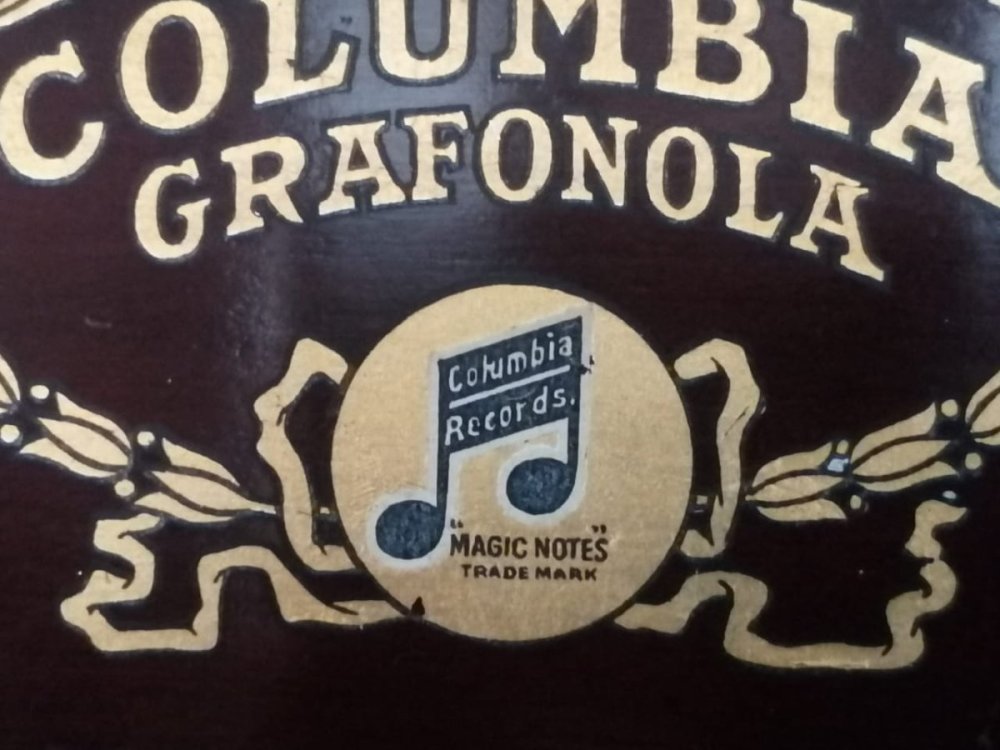 COLUMBIA
GRAFONOLA
Columbia
Records.
"MAGIC NOTES"
TRADE MARK